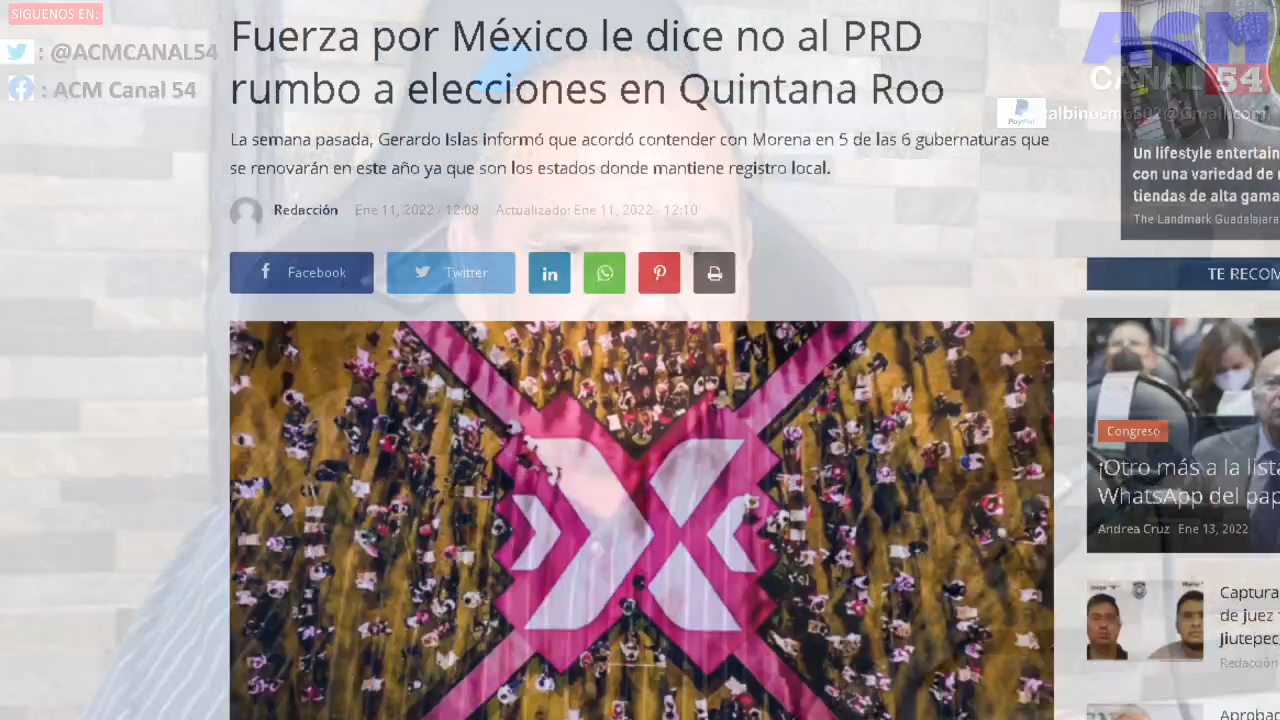 SIGUENOS EN:
: @ACMCANAL54
: ACM Canal 54
Fuerza por México le dice no al PRD
rumbo a elecciones en Quintana Roo
La semana pasada, Gerardo Islas informó que acordó contender con Morena en 5 de las 6 gubernaturas que
se renovarán en este año ya que son los estados donde mantiene registro local.
Redacción Ene 11, 2022 - 12:08 Actualizado: Ene 11, 2022 - 12:10
Facebook Twitter in
ACM
CANAL 54
PayPal
Un lifestyle entertain
con una variedad de
tiendas de alta gama
The Landmark Guadalajara
TE RECOM
Congreso
¡Otro más a la lista
WhatsApp del pap
Andrea Cruz Ene 13, 2022
Captura
de juez
Jiutepec
Redacción
Aprobac